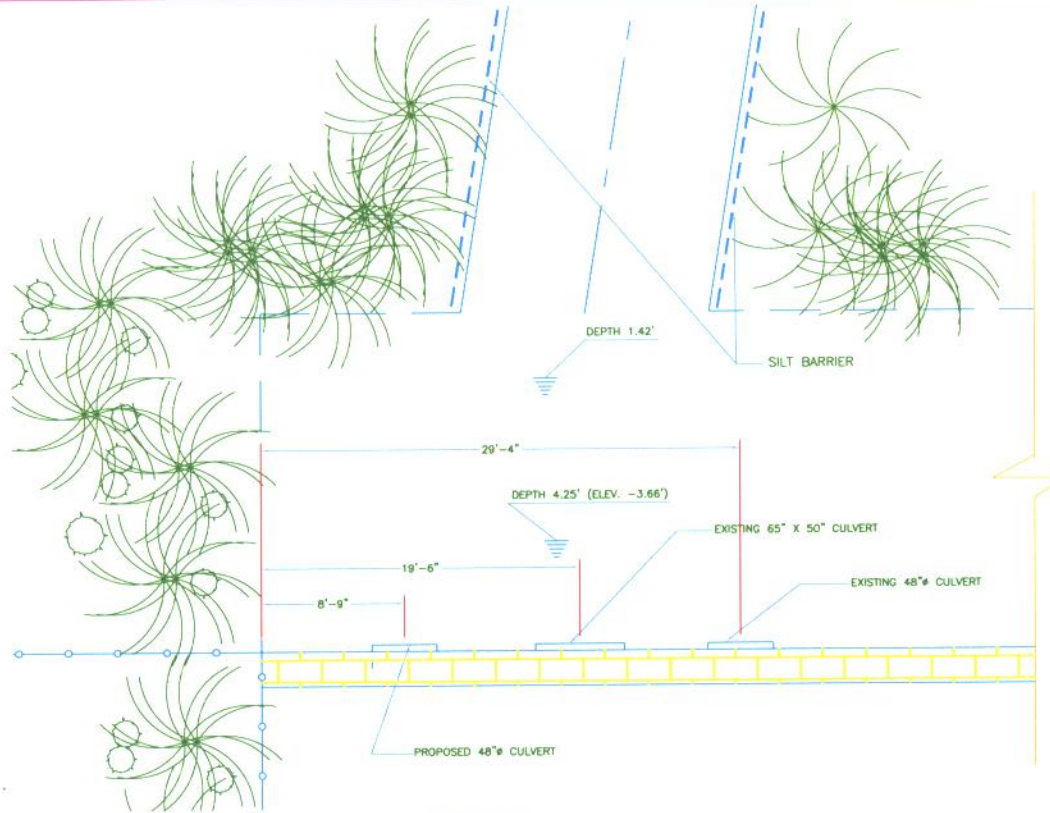 DEPTH 1.42'
SILT BARRIER
29'-4"
DEPTH 4.25' (ELEV. -3.66')
EXISTING 65" X 50" CULVERT
19'-6"
EXISTING 48"ø CULVERT
8'-9"
PROPOSED 48"ø CULVERT